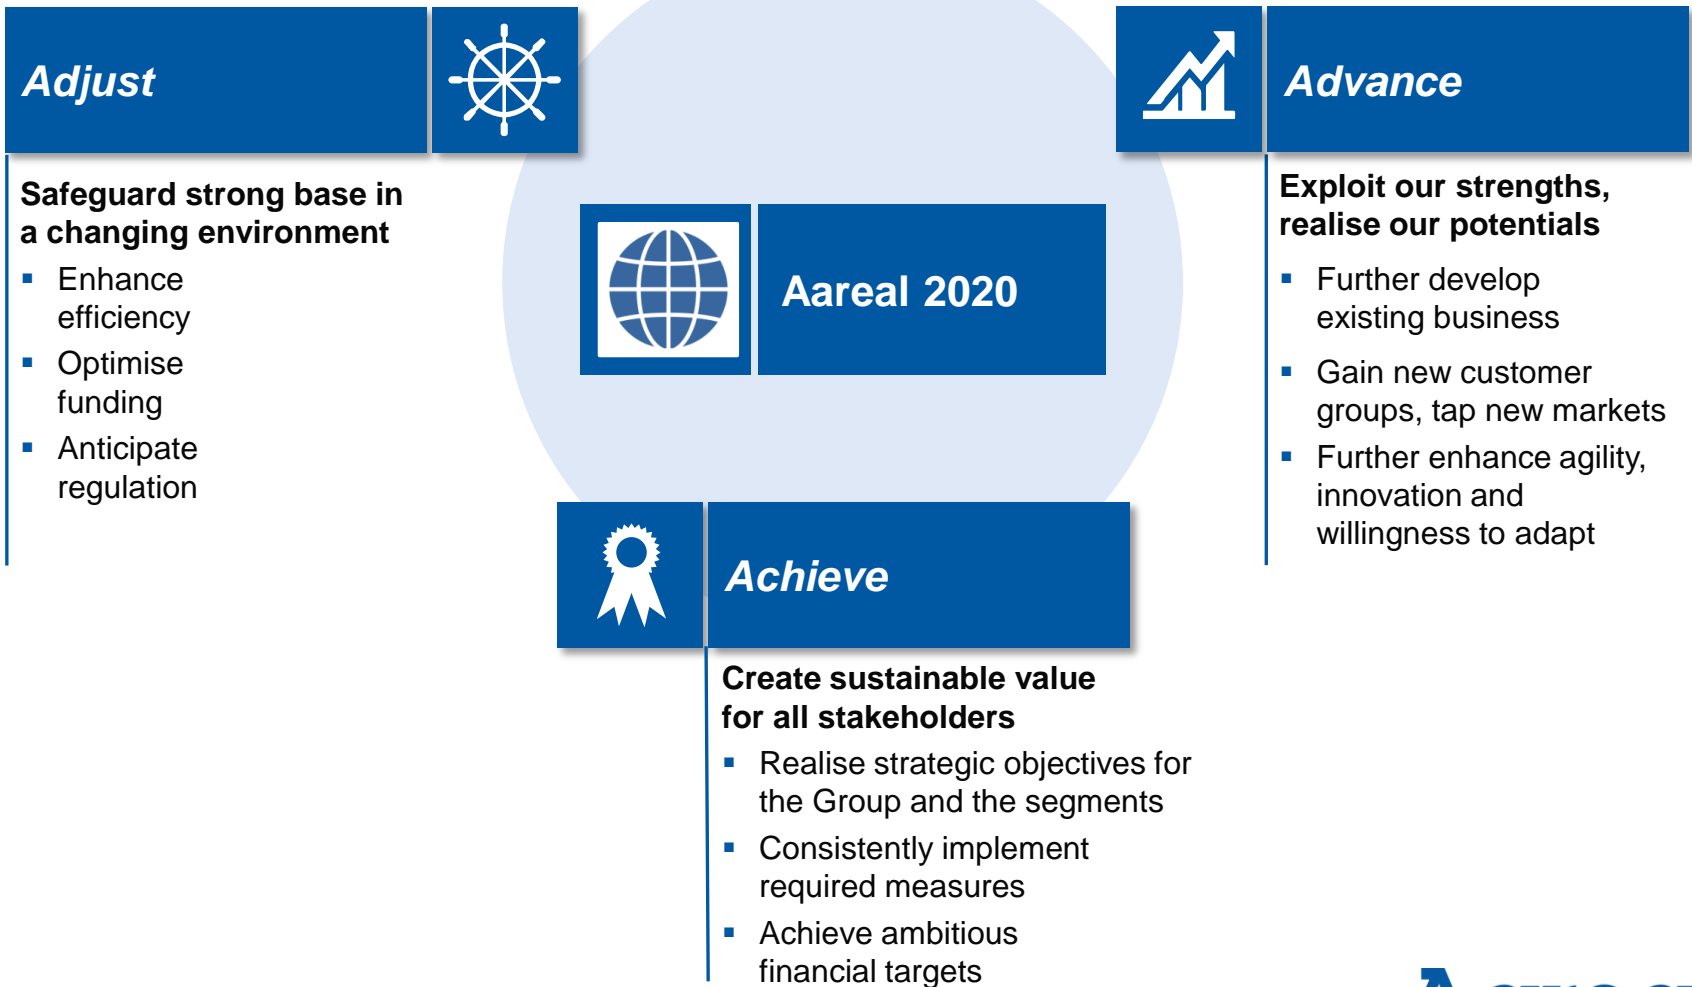 Adjust
Safeguard strong base in
a changing environment
▪ Enhance
efficiency
▪ Optimise
funding
▪ Anticipate
regulation
Aareal 2020
Advance
Exploit our strengths,
realise our potentials
▪ Further develop
existing business
▪ Gain new customer
groups, tap new markets
▪ Further enhance agility,
innovation and
willingness to adapt
Achieve
Create sustainable value
for all stakeholders
▪ Realise strategic objectives for
the Group and the segments
▪ Consistently implement
required measures
▪ Achieve ambitious
financial targets